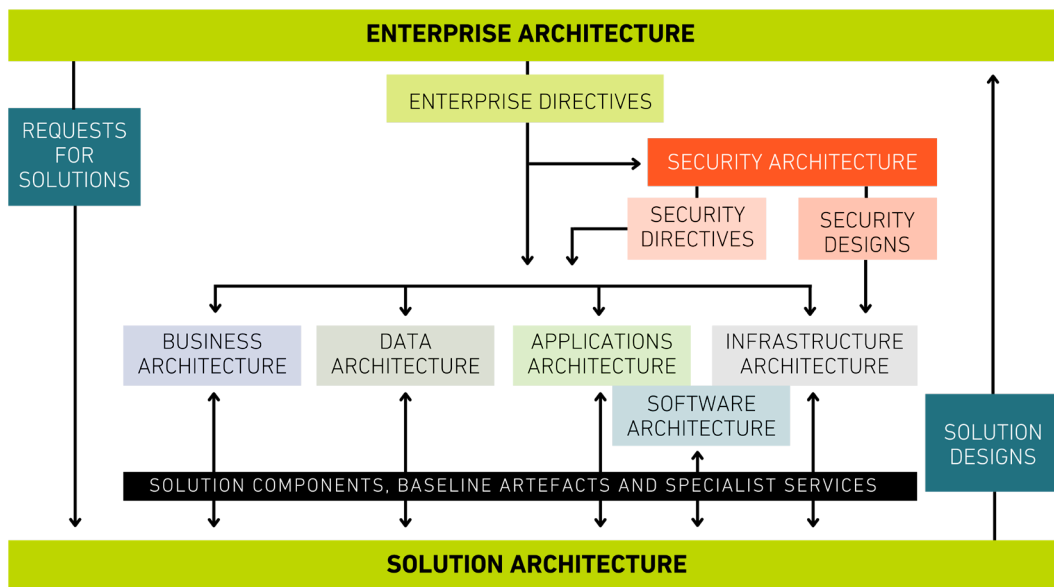 ENTERPRISE ARCHITECTURE
ENTERPRISE DIRECTIVES
REQUESTS
FOR
SOLUTIONS
SECURITY ARCHITECTURE
SECURITY
DIRECTIVES
SECURITY
DESIGNS
BUSINESS
ARCHITECTURE
DATA
ARCHITECTURE
APPLICATIONS
ARCHITECTURE
INFRASTRUCTURE
ARCHITECTURE
SOFTWARE
ARCHITECTURE
SOLUTION
DESIGNS
SOLUTION COMPONENTS, BASELINE ARTEFACTS AND SPECIALIST SERVICES
SOLUTION ARCHITECTURE